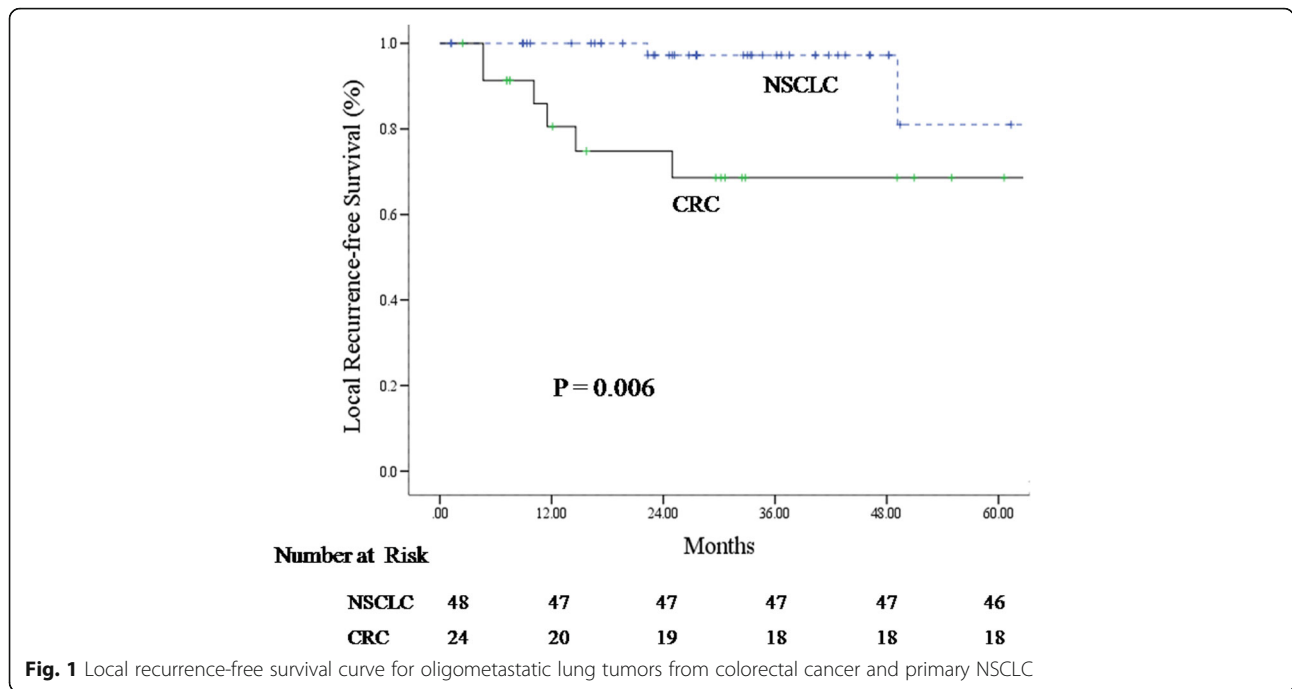 Local Recurrence-free Survival (%)
1.0
0.8
0.6
0.4
0.2
0.0
NSCLC
CRC
P = 0.006
.00 12.00 24.00 36.00 48.00 60.00
Months
Number at Risk
NSCLC 48 47 47 47 47 46
CRC 24 20 19 18 18 18
Fig. 1 Local recurrence-free survival curve for oligometastatic lung tumors from colorectal cancer and primary NSCLC